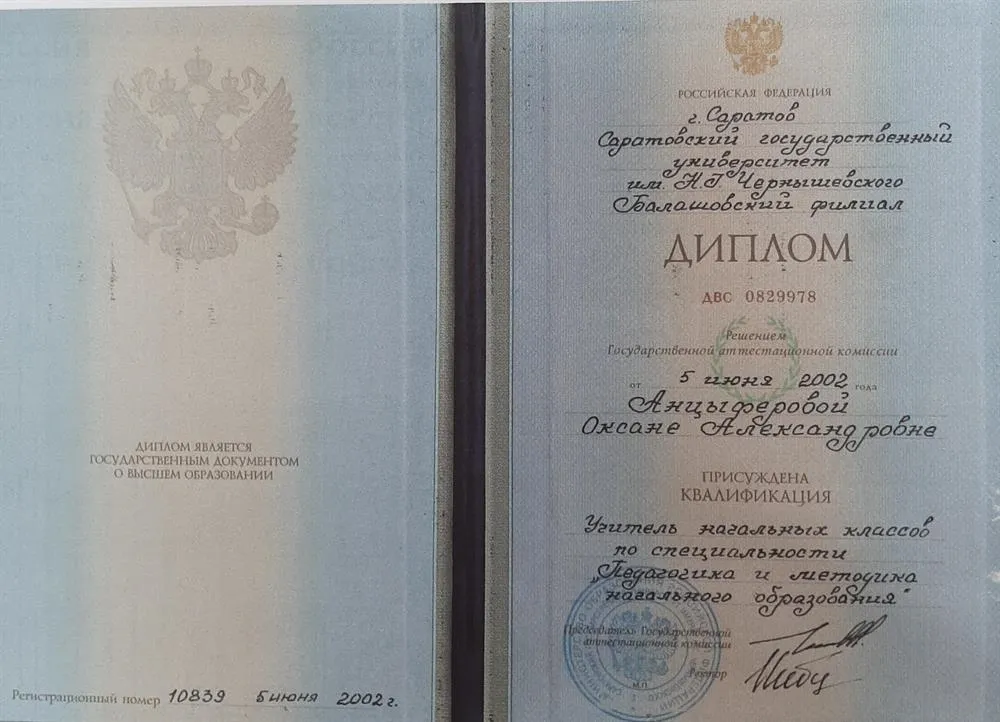 ДИПЛОМ ЯВЛЯЕТСЯ
ГОСУДАРСТВЕННЫМ ДОКУМЕНТОМ
О ВЫСШЕМ ОБРАЗОВАНИИ
Регистрационный номер 10839 5 июня 2002 г.
РОССИЙСКАЯ ФЕДЕРАЦИЯ
г. Саратов
Саратовский государственный
университет
им. Н.Г. Чернышевского
Балашовский филиал
ДИПЛОМ
ДВС 0829978
Решением
Государственной аттестационной комиссии
от 5 июня 2002 года
Анцыферовой
Оксане Александровне
ПРИСУЖДЕНА
КВАЛИФИКАЦИЯ
Учитель начальных классов
по специальности
„Педагогика и методика
начального образования"
Председатель Государственной
аттестационной комиссии
Ректор
М.П.